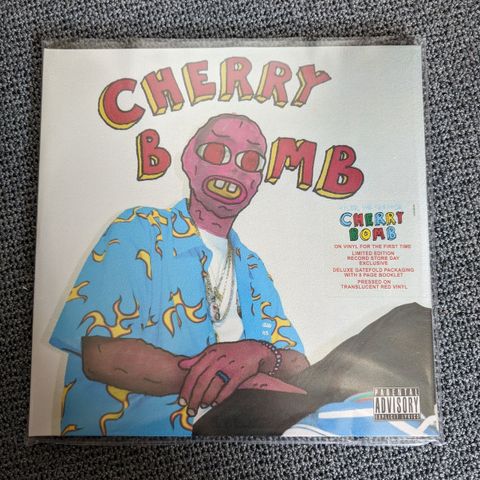 CHERRY
BOMB
CHERRY
BOMB
ON VINYL FOR THE FIRST TIME
LIMITED EDITION
RECORD STORE DAY
EXCLUSIVE
DELUXE GATEFOLD PACKAGING
WITH 8 PAGE BOOKLET
PRESSED ON
TRANSLUCENT RED VINYL
PARENTAL
ADVISORY
EXPLICIT LYRICS